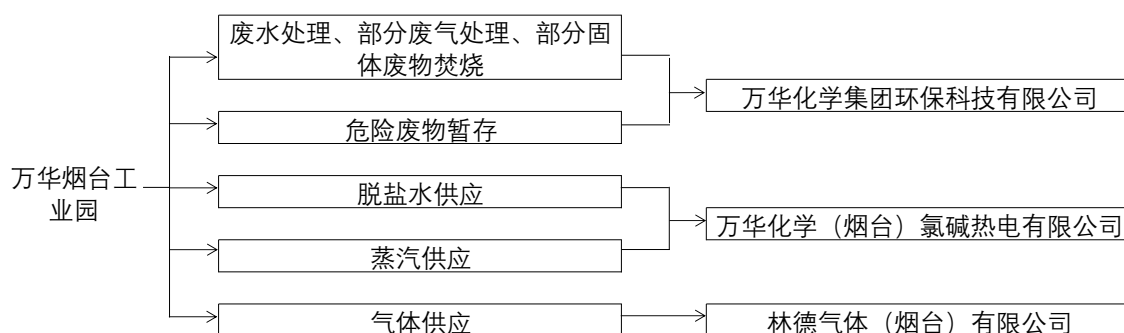 废水处理、部分废气处理、部分固
体废物焚烧
万华化学集团环保科技有限公司
危险废物暂存
万华烟台工
业园
脱盐水供应
万华化学（烟台）氯碱热电有限公司
蒸汽供应
气体供应
林德气体（烟台）有限公司